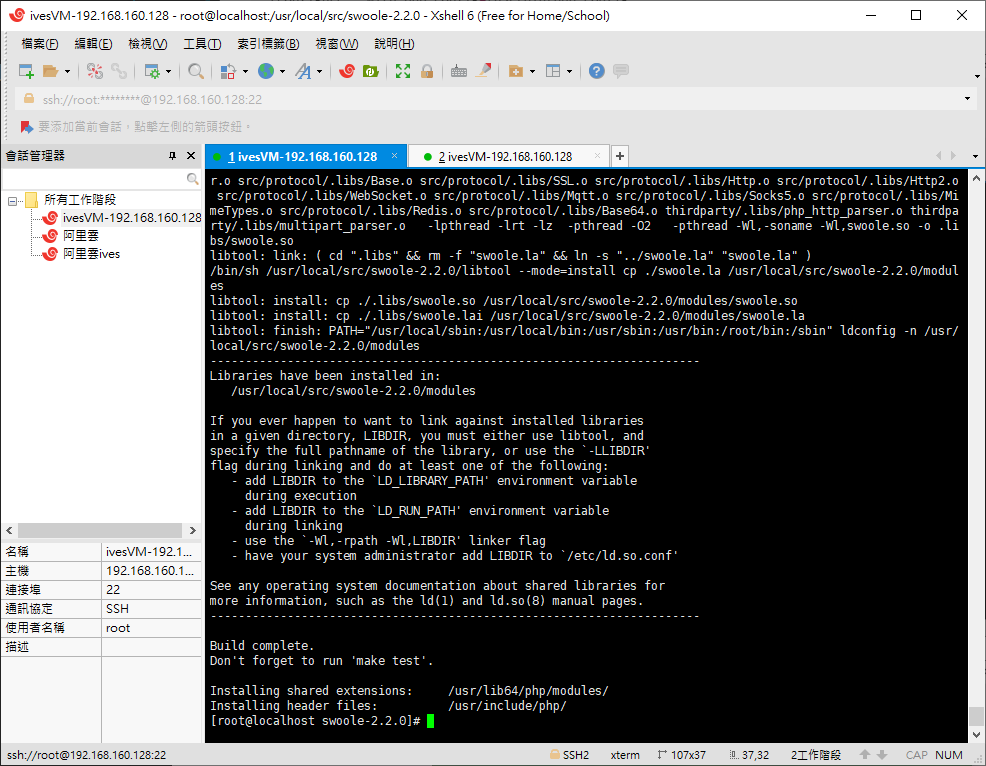 ivesVM-192.168.160.128 - root@localhost:/usr/local/src/swoole-2.2.0 - Xshell 6 (Free for Home/School)
檔案(F) 編輯(E) 檢視(V) 工具(T) 索引標籤(B) 視窗(W) 說明(H)
ssh://root:********@192.168.160.128:22
要添加當前會話，點擊左側的箭頭按鈕。
會話管理器
1 ivesVM-192.168.160.128 × 2 ivesVM-192.168.160.128 × +
所有工作階段
ivesVM-192.168.160.128
阿里雲
阿里雲ives
名稱 ivesVM-192.1...
主機 192.168.160.1...
連接埠 22
通訊協定 SSH
使用者名稱 root
描述
r.o src/protocol/.libs/Base.o src/protocol/.libs/SSL.o src/protocol/.libs/Http.o src/protocol/.libs/Http2.o
 src/protocol/.libs/WebSocket.o src/protocol/.libs/Mqtt.o src/protocol/.libs/Socks5.o src/protocol/.libs/Mi
meTypes.o src/protocol/.libs/Redis.o src/protocol/.libs/Base64.o thirdparty/.libs/php_http_parser.o thirdpa
rty/.libs/multipart_parser.o   -lpthread -lrt -lz  -pthread -O2   -pthread -Wl,-soname -Wl,swoole.so -o .li
bs/swoole.so
libtool: link: ( cd ".libs" && rm -f "swoole.la" && ln -s "../swoole.la" "swoole.la" )
/bin/sh /usr/local/src/swoole-2.2.0/libtool --mode=install cp ./swoole.la /usr/local/src/swoole-2.2.0/modul
es
libtool: install: cp ./.libs/swoole.so /usr/local/src/swoole-2.2.0/modules/swoole.so
libtool: install: cp ./.libs/swoole.lai /usr/local/src/swoole-2.2.0/modules/swoole.la
libtool: finish: PATH="/usr/local/sbin:/usr/local/bin:/usr/sbin:/usr/bin:/root/bin:/sbin" ldconfig -n /usr/
local/src/swoole-2.2.0/modules
----------------------------------------------------------------------
Libraries have been installed in:
   /usr/local/src/swoole-2.2.0/modules
If you ever happen to want to link against installed libraries
in a given directory, LIBDIR, you must either use libtool, and
specify the full pathname of the library, or use the `-LLIBDIR'
flag during linking and do at least one of the following:
   - add LIBDIR to the `LD_LIBRARY_PATH' environment variable
     during execution
   - add LIBDIR to the `LD_RUN_PATH' environment variable
     during linking
   - use the `-Wl,-rpath -Wl,LIBDIR' linker flag
   - have your system administrator add LIBDIR to `/etc/ld.so.conf'
See any operating system documentation about shared libraries for
more information, such as the ld(1) and ld.so(8) manual pages.
----------------------------------------------------------------------
Build complete.
Don't forget to run 'make test'.
Installing shared extensions:     /usr/lib64/php/modules/
Installing header files:          /usr/include/php/
[root@localhost swoole-2.2.0]#
ssh://root@192.168.160.128:22 SSH2 xterm 107x37 37,32 2工作階段 CAP NUM